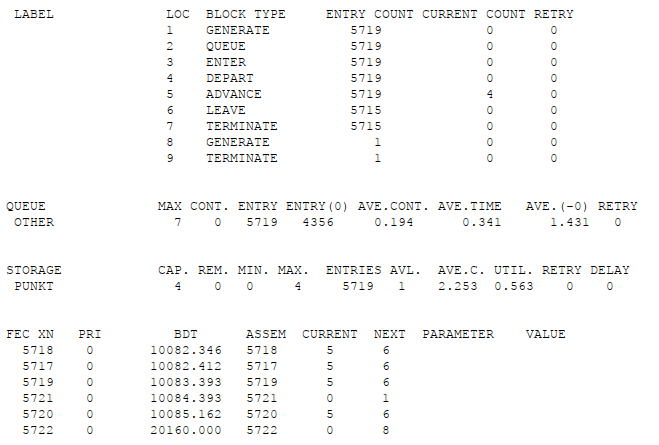 LABEL LOC BLOCK TYPE ENTRY COUNT CURRENT COUNT RETRY
1 GENERATE 5719 0 0
2 QUEUE 5719 0 0
3 ENTER 5719 0 0
4 DEPART 5719 0 0
5 ADVANCE 5719 4 0
6 LEAVE 5715 0 0
7 TERMINATE 5715 0 0
8 GENERATE 1 0 0
9 TERMINATE 1 0 0
QUEUE MAX CONT. ENTRY ENTRY(0) AVE.CONT. AVE.TIME AVE.(-0) RETRY
OTHER 7 0 5719 4356 0.194 0.341 1.431 0
STORAGE CAP. REM. MIN. MAX. ENTRIES AVL. AVE.C. UTIL. RETRY DELAY
PUNKT 4 0 0 4 5719 1 2.253 0.563 0 0
FEC XN PRI BDT ASSEM CURRENT NEXT PARAMETER VALUE
5718 0 10082.346 5718 5 6
5717 0 10082.412 5717 5 6
5719 0 10083.393 5719 5 6
5721 0 10084.393 5721 0 1
5720 0 10085.162 5720 5 6
5722 0 20160.000 5722 0 8